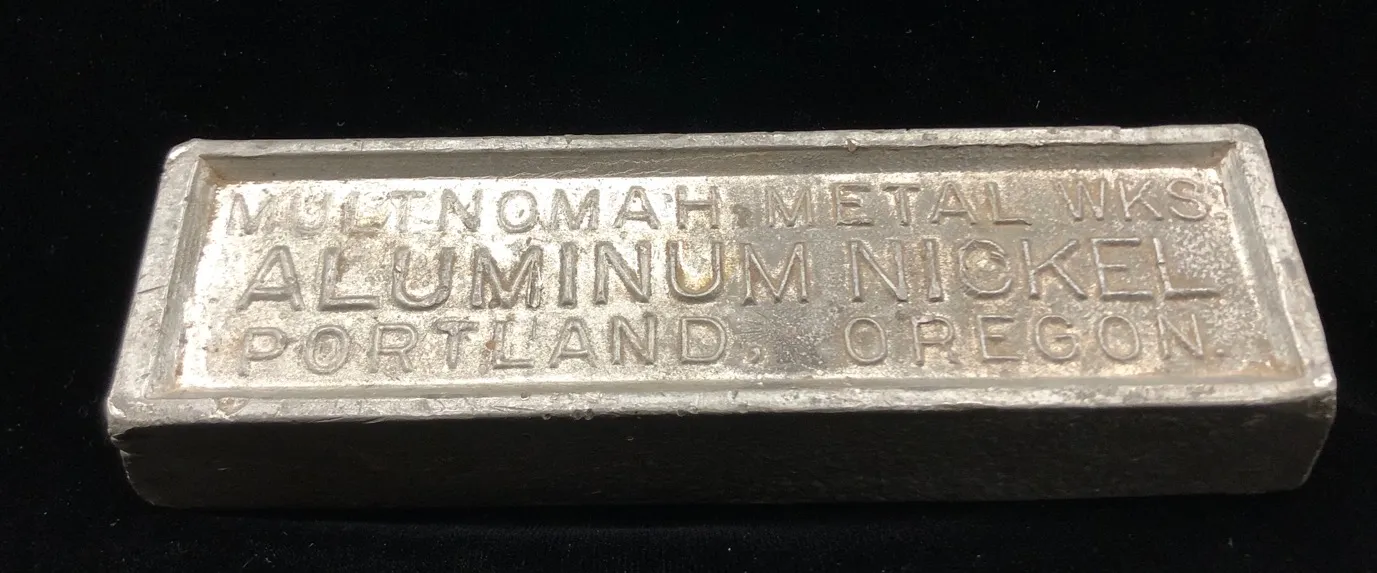 MULTNOMAH METAL WKS.
ALUMINUM NICKEL
PORTLAND, OREGON.